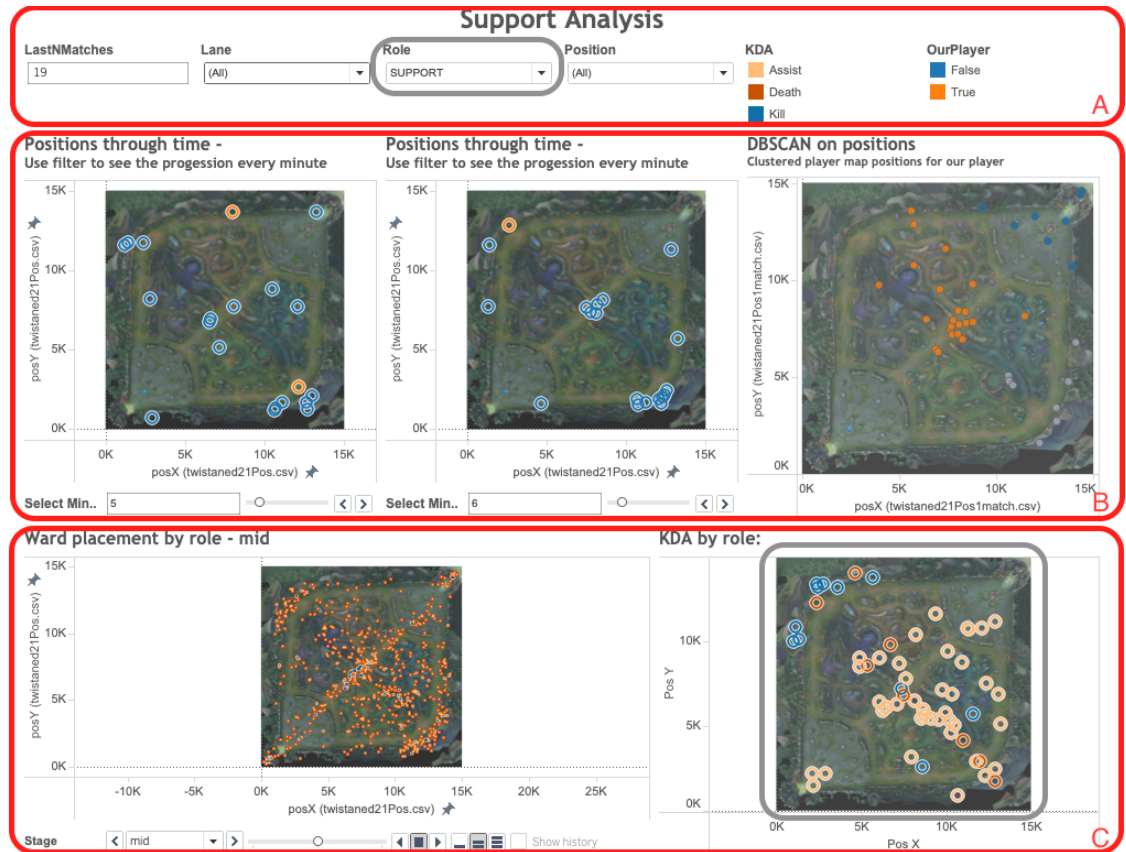 Support Analysis
LastNMatches Lane Role Position KDA OurPlayer
19 (All) SUPPORT (All) Assist False
Death True
Kill
A
Positions through time - Positions through time - DBSCAN on positions
Use filter to see the progession every minute Use filter to see the progession every minute Clustered player map positions for our player
15K 15K 15K
10K 10K 10K
5K 5K 5K
0K 0K 0K
posY (twistaned21Pos.csv) posY (twistaned21Pos.csv) posY (twistaned21Pos1match.csv)
0K 5K 10K 15K 0K 5K 10K 15K 0K 5K 10K 15K
posX (twistaned21Pos.csv) posX (twistaned21Pos.csv) posX (twistaned21Pos1match.csv)
Select Min.. 5 Select Min.. 6
B
Ward placement by role - mid KDA by role:
15K
10K 10K
5K 5K
0K 0K
posY (twistaned21Pos.csv) Pos Y
-10K -5K 0K 5K 10K 15K 20K 25K 0K 5K 10K 15K
posX (twistaned21Pos.csv) Pos X
Stage mid Show history
C